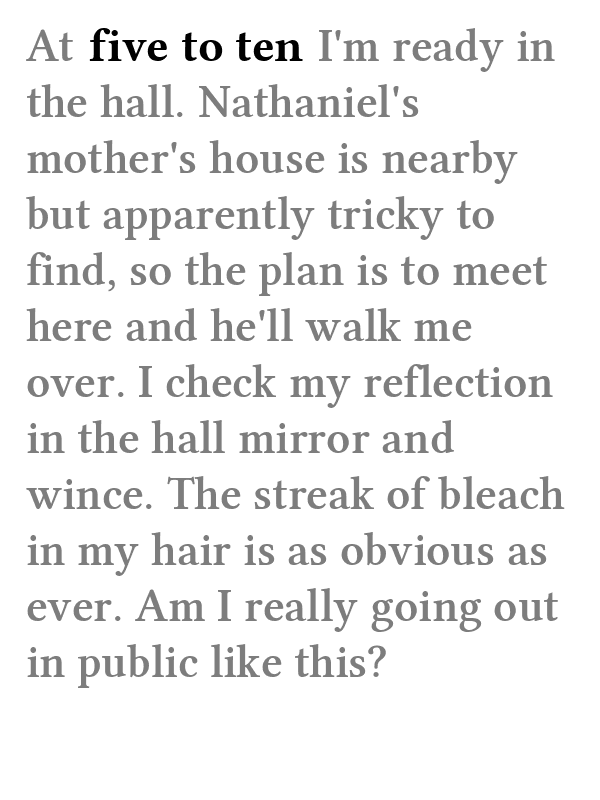 At five to ten I'm ready in
the hall. Nathaniel's
mother's house is nearby
but apparently tricky to
find, so the plan is to meet
here and he'll walk me
over. I check my reflection
in the hall mirror and
wince. The streak of bleach
in my hair is as obvious as
ever. Am I really going out
in public like this?